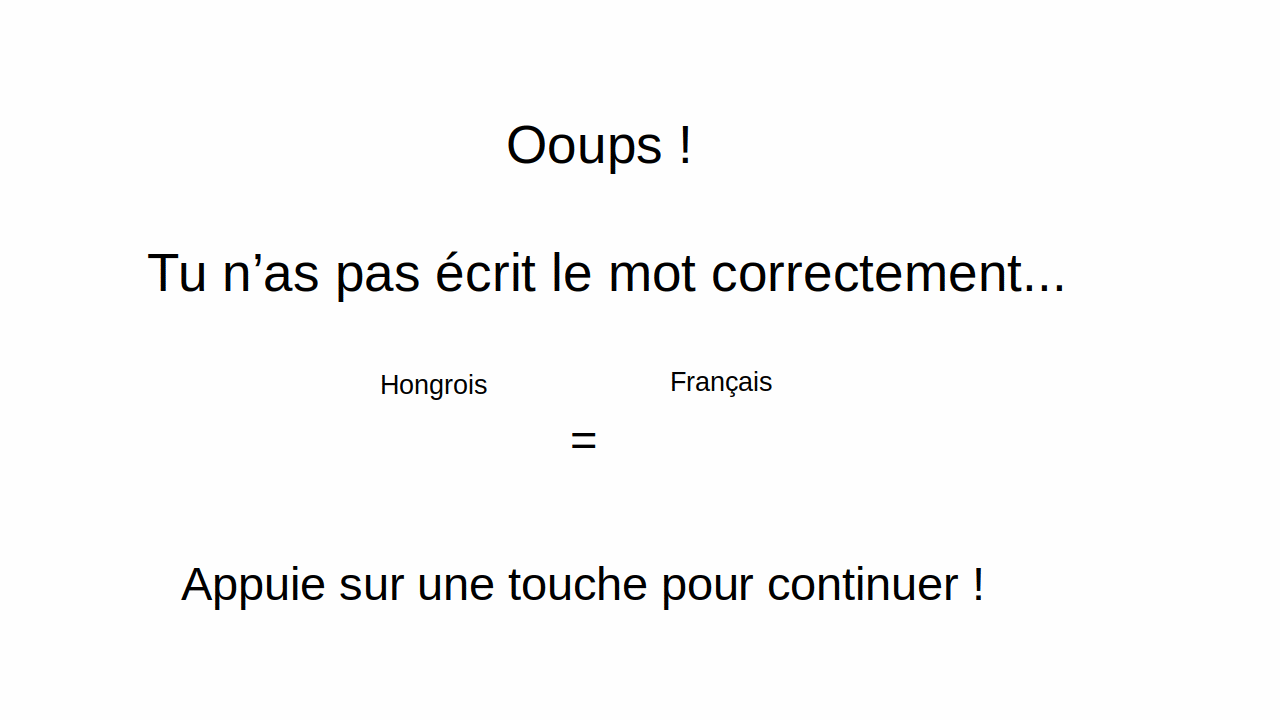 Ooups !
Tu n’as pas écrit le mot correctement...
Hongrois Français
=
Appuie sur une touche pour continuer !